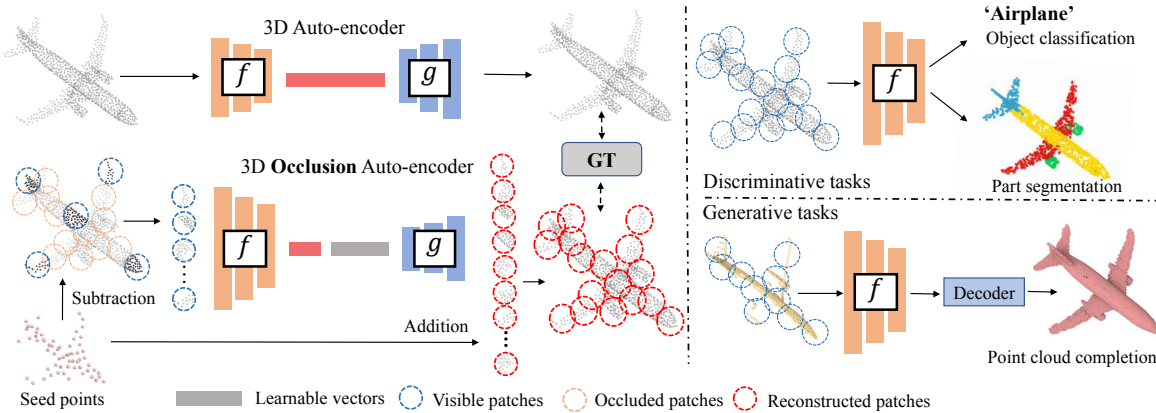 3D Auto-encoder
f
g
3D Occlusion Auto-encoder
f
g
GT
Subtraction
Addition
Seed points
'Airplane'
Object classification
f
Part segmentation
Discriminative tasks
Generative tasks
f
Decoder
Point cloud completion
Learnable vectors
Visible patches
Occluded patches
Reconstructed patches